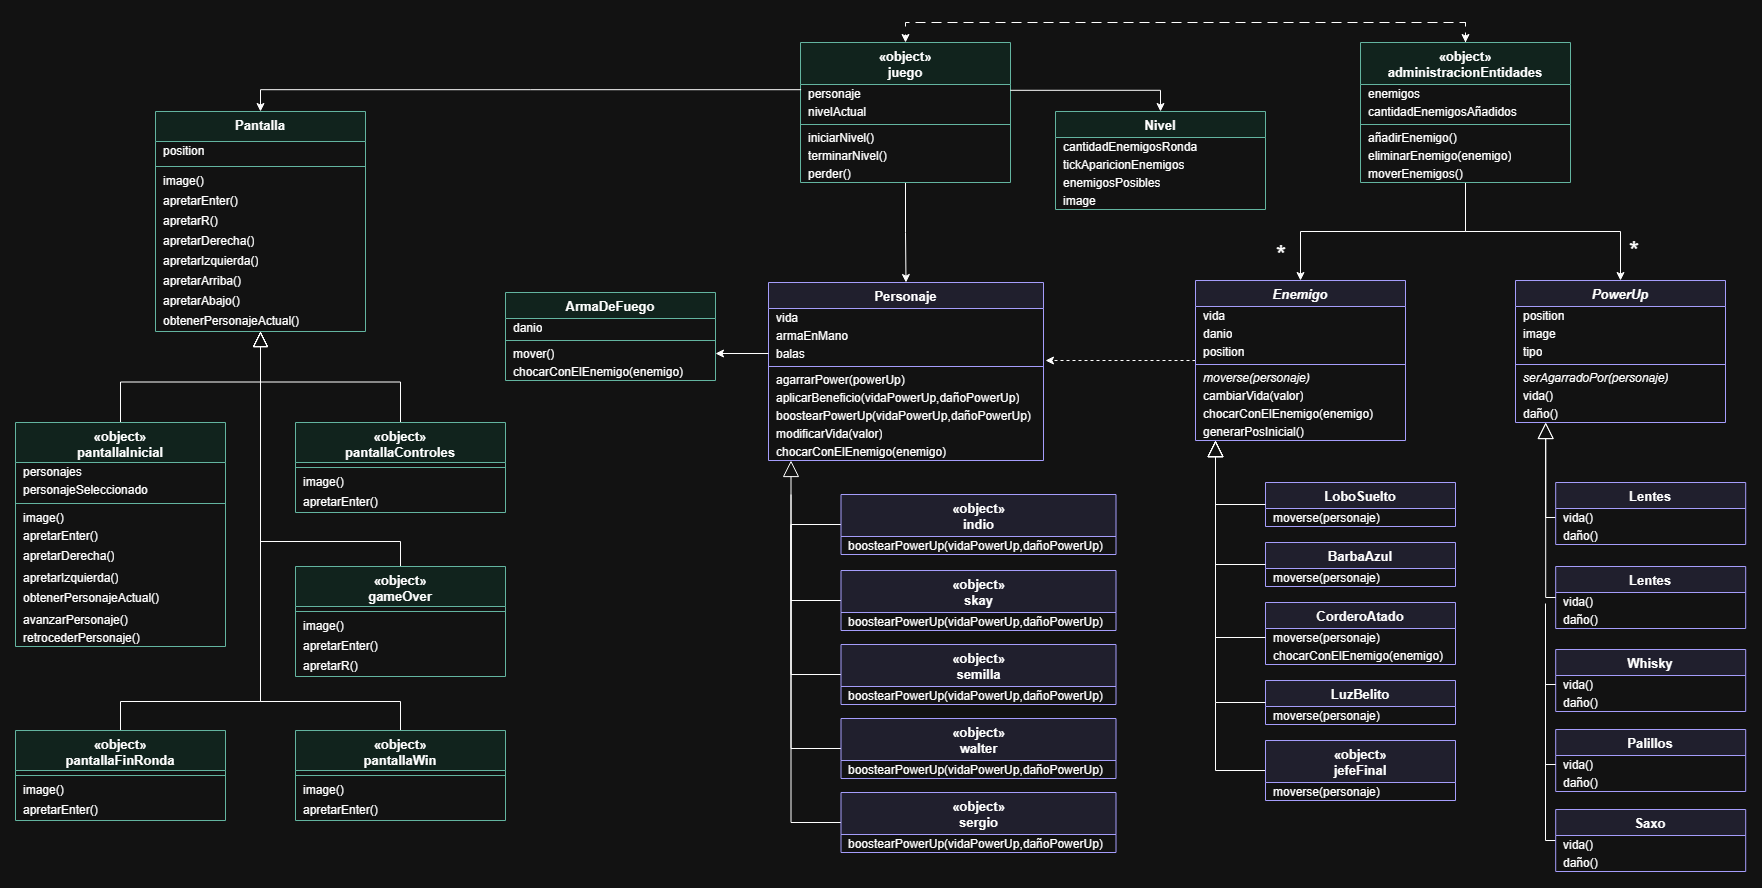 «object»
juego
personaje
nivelActual
iniciarNivel()
terminarNivel()
perder()
«object»
administracionEntidades
enemigos
cantidadEnemigosAñadidos
añadirEnemigo()
eliminarEnemigo(enemigo)
moverEnemigos()
Pantalla
position
image()
apretarEnter()
apretarR()
apretarDerecha()
apretarIzquierda()
apretarArriba()
apretarAbajo()
obtenerPersonajeActual()
Nivel
cantidadEnemigosRonda
tickAparicionEnemigos
enemigosPosibles
image
*
*
ArmaDeFuego
danio
mover()
chocarConElEnemigo(enemigo)
Personaje
vida
armaEnMano
balas
agarrarPower(powerUp)
aplicarBeneficio(vidaPowerUp,dañoPowerUp)
boostearPowerUp(vidaPowerUp,dañoPowerUp)
modificarVida(valor)
chocarConElEnemigo(enemigo)
Enemigo
vida
danio
position
moverse(personaje)
cambiarVida(valor)
chocarConElEnemigo(enemigo)
generarPosInicial()
PowerUp
position
image
tipo
serAgarradoPor(personaje)
vida()
daño()
«object»
pantallaInicial
personajes
personajeSeleccionado
image()
apretarEnter()
apretarDerecha()
apretarIzquierda()
obtenerPersonajeActual()
avanzarPersonaje()
retrocederPersonaje()
«object»
pantallaControles
image()
apretarEnter()
«object»
gameOver
image()
apretarEnter()
apretarR()
«object»
pantallaFinRonda
image()
apretarEnter()
«object»
pantallaWin
image()
apretarEnter()
«object»
indio
boostearPowerUp(vidaPowerUp,dañoPowerUp)
«object»
skay
boostearPowerUp(vidaPowerUp,dañoPowerUp)
«object»
semilla
boostearPowerUp(vidaPowerUp,dañoPowerUp)
«object»
walter
boostearPowerUp(vidaPowerUp,dañoPowerUp)
«object»
sergio
boostearPowerUp(vidaPowerUp,dañoPowerUp)
LoboSuelto
moverse(personaje)
BarbaAzul
moverse(personaje)
CorderoAtado
moverse(personaje)
chocarConElEnemigo(enemigo)
LuzBelito
moverse(personaje)
«object»
jefeFinal
moverse(personaje)
Lentes
vida()
daño()
Lentes
vida()
daño()
Whisky
vida()
daño()
Palillos
vida()
daño()
Saxo
vida()
daño()